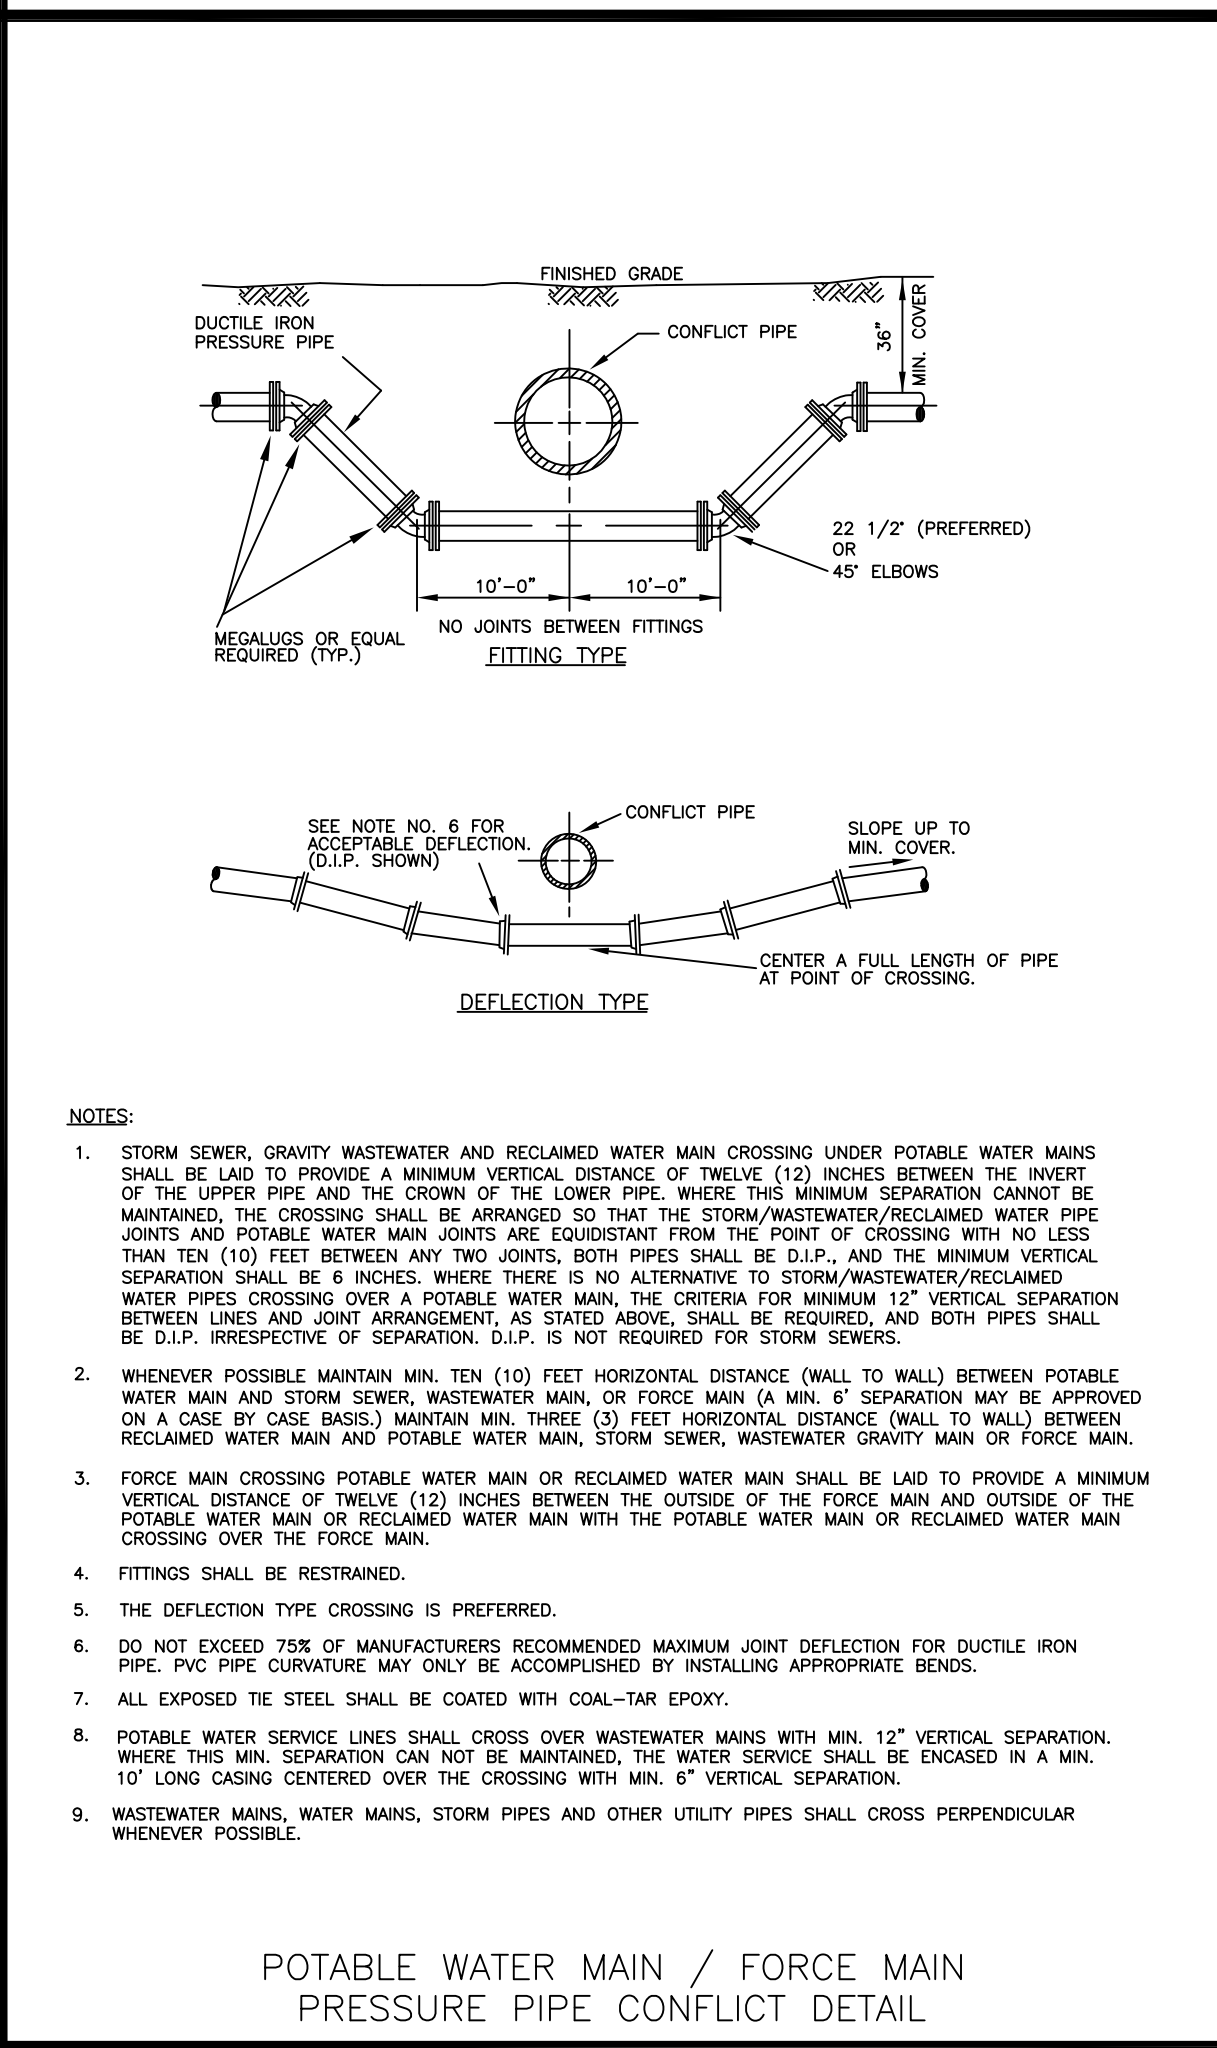 FINISHED GRADE
DUCTILE IRON
PRESSURE PIPE
CONFLICT PIPE
36"
MIN. COVER
22 1/2° (PREFERRED)
OR
45° ELBOWS
10'-0"
10'-0"
NO JOINTS BETWEEN FITTINGS
MEGALUGS OR EQUAL
REQUIRED (TYP.)
FITTING TYPE
SEE NOTE NO. 6 FOR
ACCEPTABLE DEFLECTION.
(D.I.P. SHOWN)
CONFLICT PIPE
SLOPE UP TO
MIN. COVER.
CENTER A FULL LENGTH OF PIPE
AT POINT OF CROSSING.
DEFLECTION TYPE
NOTES:
1. STORM SEWER, GRAVITY WASTEWATER AND RECLAIMED WATER MAIN CROSSING UNDER POTABLE WATER MAINS
SHALL BE LAID TO PROVIDE A MINIMUM VERTICAL DISTANCE OF TWELVE (12) INCHES BETWEEN THE INVERT
OF THE UPPER PIPE AND THE CROWN OF THE LOWER PIPE. WHERE THIS MINIMUM SEPARATION CANNOT BE
MAINTAINED, THE CROSSING SHALL BE ARRANGED SO THAT THE STORM/WASTEWATER/RECLAIMED WATER PIPE
JOINTS AND POTABLE WATER MAIN JOINTS ARE EQUIDISTANT FROM THE POINT OF CROSSING WITH NO LESS
THAN TEN (10) FEET BETWEEN ANY TWO JOINTS, BOTH PIPES SHALL BE D.I.P., AND THE MINIMUM VERTICAL
SEPARATION SHALL BE 6 INCHES. WHERE THERE IS NO ALTERNATIVE TO STORM/WASTEWATER/RECLAIMED
WATER PIPES CROSSING OVER A POTABLE WATER MAIN, THE CRITERIA FOR MINIMUM 12" VERTICAL SEPARATION
BETWEEN LINES AND JOINT ARRANGEMENT, AS STATED ABOVE, SHALL BE REQUIRED, AND BOTH PIPES SHALL
BE D.I.P. IRRESPECTIVE OF SEPARATION. D.I.P. IS NOT REQUIRED FOR STORM SEWERS.
2. WHENEVER POSSIBLE MAINTAIN MIN. TEN (10) FEET HORIZONTAL DISTANCE (WALL TO WALL) BETWEEN POTABLE
WATER MAIN AND STORM SEWER, WASTEWATER MAIN, OR FORCE MAIN (A MIN. 6' SEPARATION MAY BE APPROVED
ON A CASE BY CASE BASIS.) MAINTAIN MIN. THREE (3) FEET HORIZONTAL DISTANCE (WALL TO WALL) BETWEEN
RECLAIMED WATER MAIN AND POTABLE WATER MAIN, STORM SEWER, WASTEWATER GRAVITY MAIN OR FORCE MAIN.
3. FORCE MAIN CROSSING POTABLE WATER MAIN OR RECLAIMED WATER MAIN SHALL BE LAID TO PROVIDE A MINIMUM
VERTICAL DISTANCE OF TWELVE (12) INCHES BETWEEN THE OUTSIDE OF THE FORCE MAIN AND OUTSIDE OF THE
POTABLE WATER MAIN OR RECLAIMED WATER MAIN WITH THE POTABLE WATER MAIN OR RECLAIMED WATER MAIN
CROSSING OVER THE FORCE MAIN.
4. FITTINGS SHALL BE RESTRAINED.
5. THE DEFLECTION TYPE CROSSING IS PREFERRED.
6. DO NOT EXCEED 75% OF MANUFACTURERS RECOMMENDED MAXIMUM JOINT DEFLECTION FOR DUCTILE IRON
PIPE. PVC PIPE CURVATURE MAY ONLY BE ACCOMPLISHED BY INSTALLING APPROPRIATE BENDS.
7. ALL EXPOSED TIE STEEL SHALL BE COATED WITH COAL-TAR EPOXY.
8. POTABLE WATER SERVICE LINES SHALL CROSS OVER WASTEWATER MAINS WITH MIN. 12" VERTICAL SEPARATION.
WHERE THIS MIN. SEPARATION CAN NOT BE MAINTAINED, THE WATER SERVICE SHALL BE ENCASED IN A MIN.
10' LONG CASING CENTERED OVER THE CROSSING WITH MIN. 6" VERTICAL SEPARATION.
9. WASTEWATER MAINS, WATER MAINS, STORM PIPES AND OTHER UTILITY PIPES SHALL CROSS PERPENDICULAR
WHENEVER POSSIBLE.
POTABLE WATER MAIN / FORCE MAIN
PRESSURE PIPE CONFLICT DETAIL